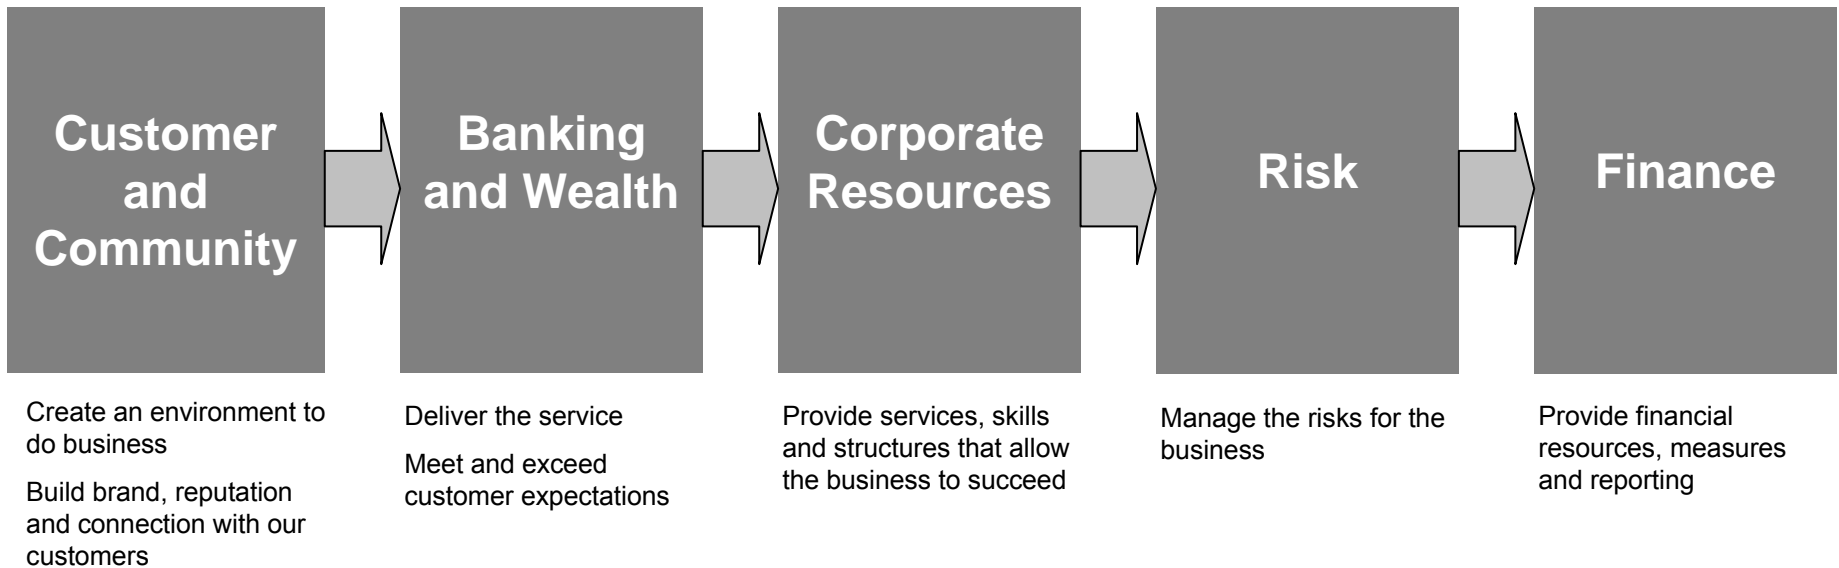 Customer
and
Community
Banking
and Wealth
Corporate
Resources
Risk
Finance
Create an environment to
do business
Build brand, reputation
and connection with our
customers
Deliver the service
Meet and exceed
customer expectations
Provide services, skills
and structures that allow
the business to succeed
Manage the risks for the
business
Provide financial
resources, measures
and reporting